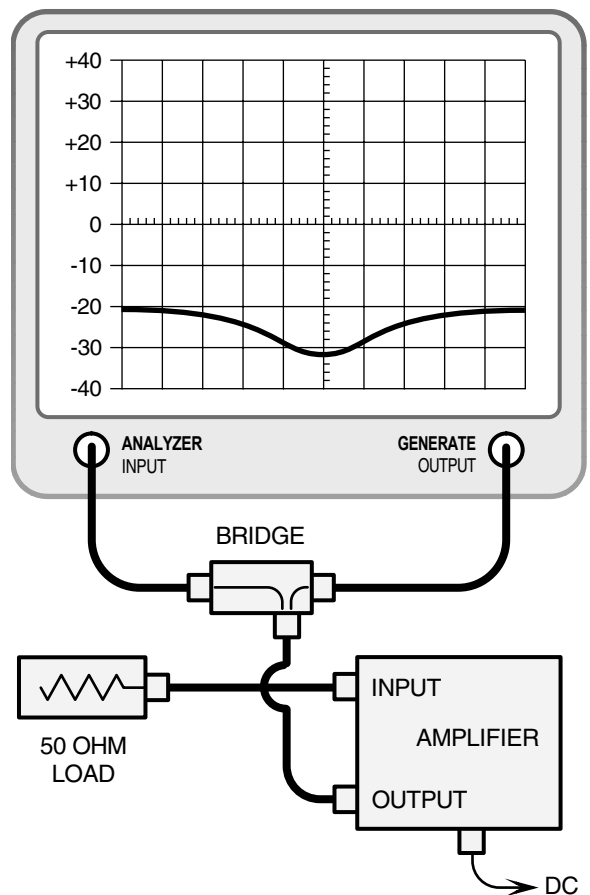 +40
+30
+20
+10
0
-10
-20
-30
-40
ANALYZER
INPUT
GENERATE
OUTPUT
BRIDGE
50 OHM
LOAD
INPUT
AMPLIFIER
OUTPUT
DC